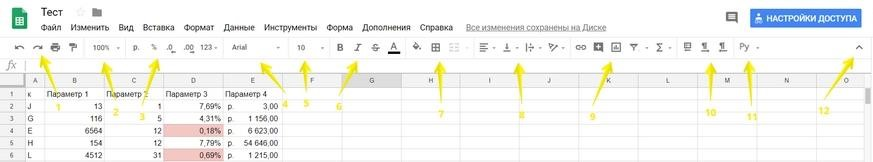 Тест
Файл Изменить Вид Вставка Формат Данные Инструменты Форма Дополнения Справка Все изменения сохранены на Диске
НАСТРОЙКИ ДОСТУПА
100% р. % .0 .00 123 Arial 10 B I S A Σ Ру
fx
A B C D E F G H I J K L M N O
1 к Параметр 1 Параметр 2 Параметр 3 Параметр 4
2 J 13 1 7,69% р. 3,00
3 G 116 5 4,31% р. 1 156,00
4 E 6564 12 0,18% р. 6 623,00
5 H 154 12 7,79% р. 54 646,00
6 L 4512 31 0,69% р. 1 215,00
1 2 3 4 5 6 7 8 9 10 11 12